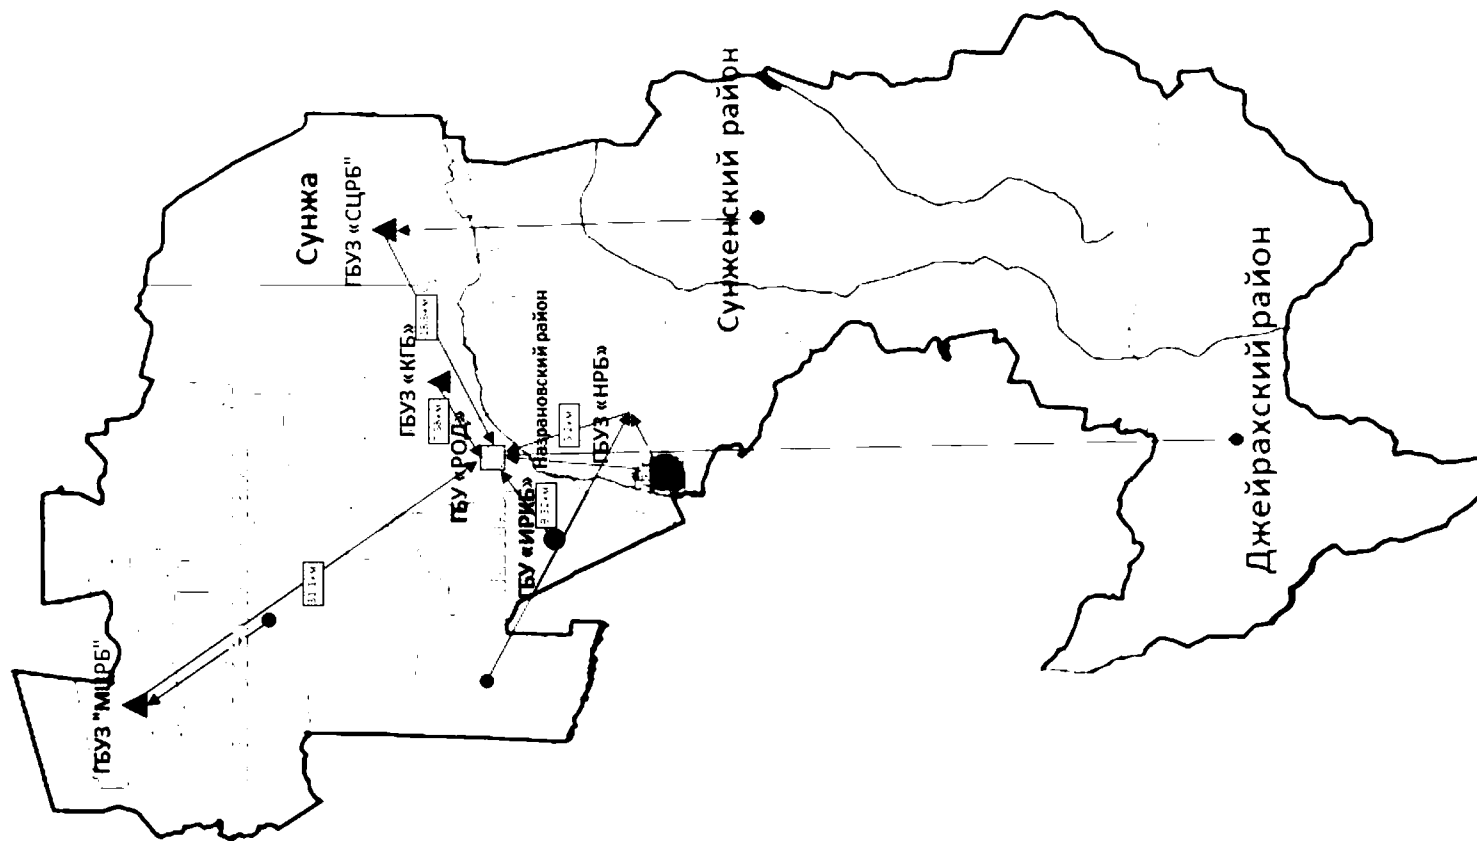 ГБУЗ "МЦРБ"
Сунжа
ГБУЗ «СЦРБ"
ГБУЗ «КГБ»
ГБУ «РОД»
Назрановский район
ГБУЗ «НРБ»
ГБУ «ИРКБ»
Сунженский район
Джейрахский район